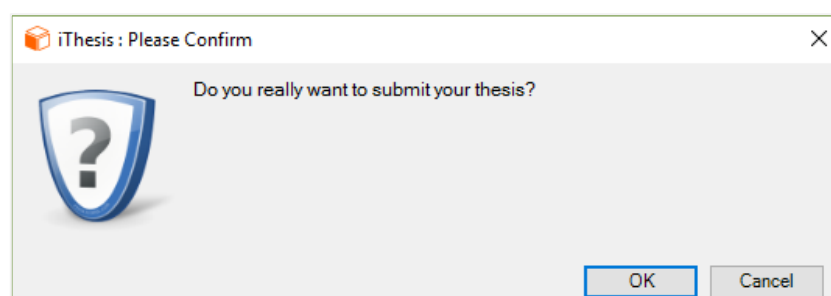 iThesis : Please Confirm
Do you really want to submit your thesis?
?
OK Cancel